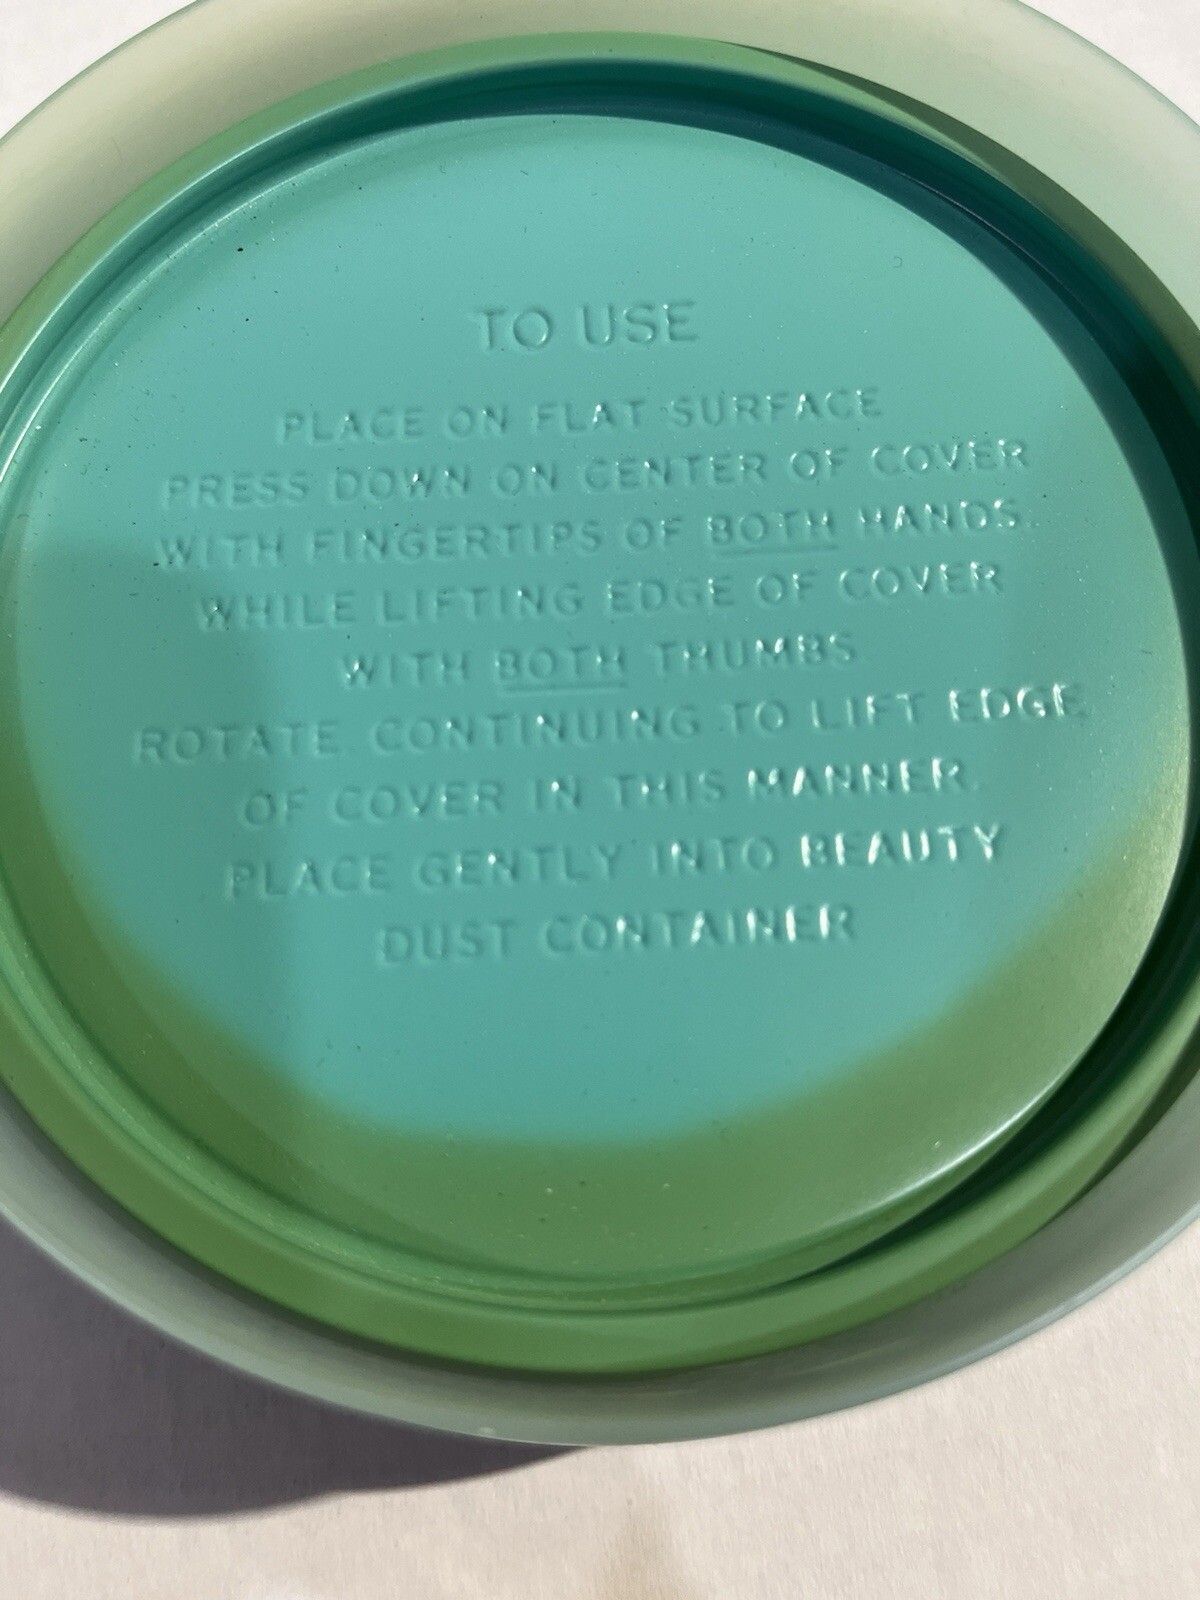 TO USE
PLACE ON FLAT SURFACE
PRESS DOWN ON CENTER OF COVER
WITH FINGERTIPS OF BOTH HANDS.
WHILE LIFTING EDGE OF COVER
WITH BOTH THUMBS.
ROTATE. CONTINUING TO LIFT EDGE
OF COVER IN THIS MANNER.
PLACE GENTLY INTO BEAUTY
DUST CONTAINER